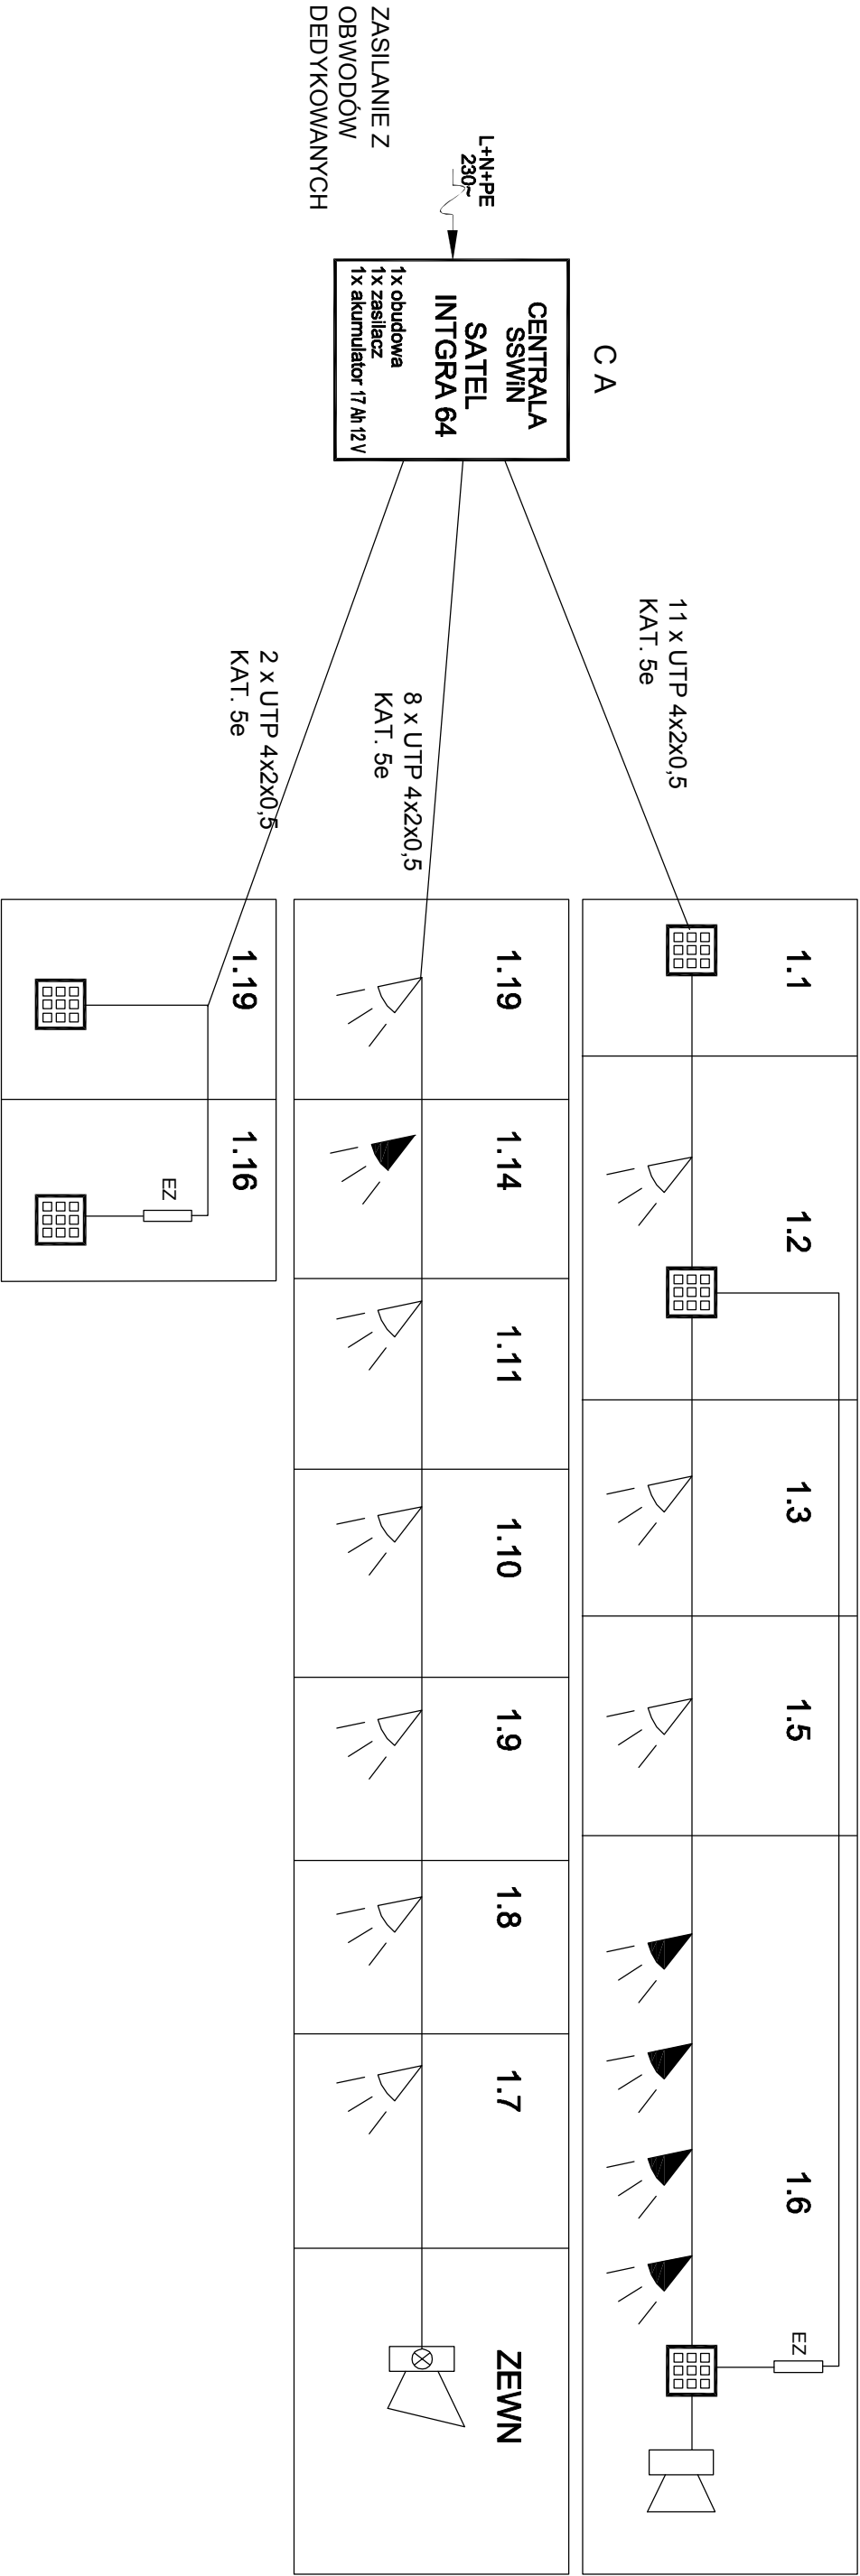 C A
CENTRALA
SSWiN
SATEL
INTGRA 64
1x obudowa
1x zasilacz
1x akumulator 17 Ah 12 V
L+N+PE
230~
ZASILANIE Z
OBWODÓW
DEDYKOWANYCH
11 x UTP 4x2x0,5
KAT. 5e
8 x UTP 4x2x0,5
KAT. 5e
2 x UTP 4x2x0,5
KAT. 5e
1.1
1.2
1.3
1.5
1.6
EZ
1.19
1.14
1.11
1.10
1.9
1.8
1.7
ZEWN
1.19
1.16
EZ